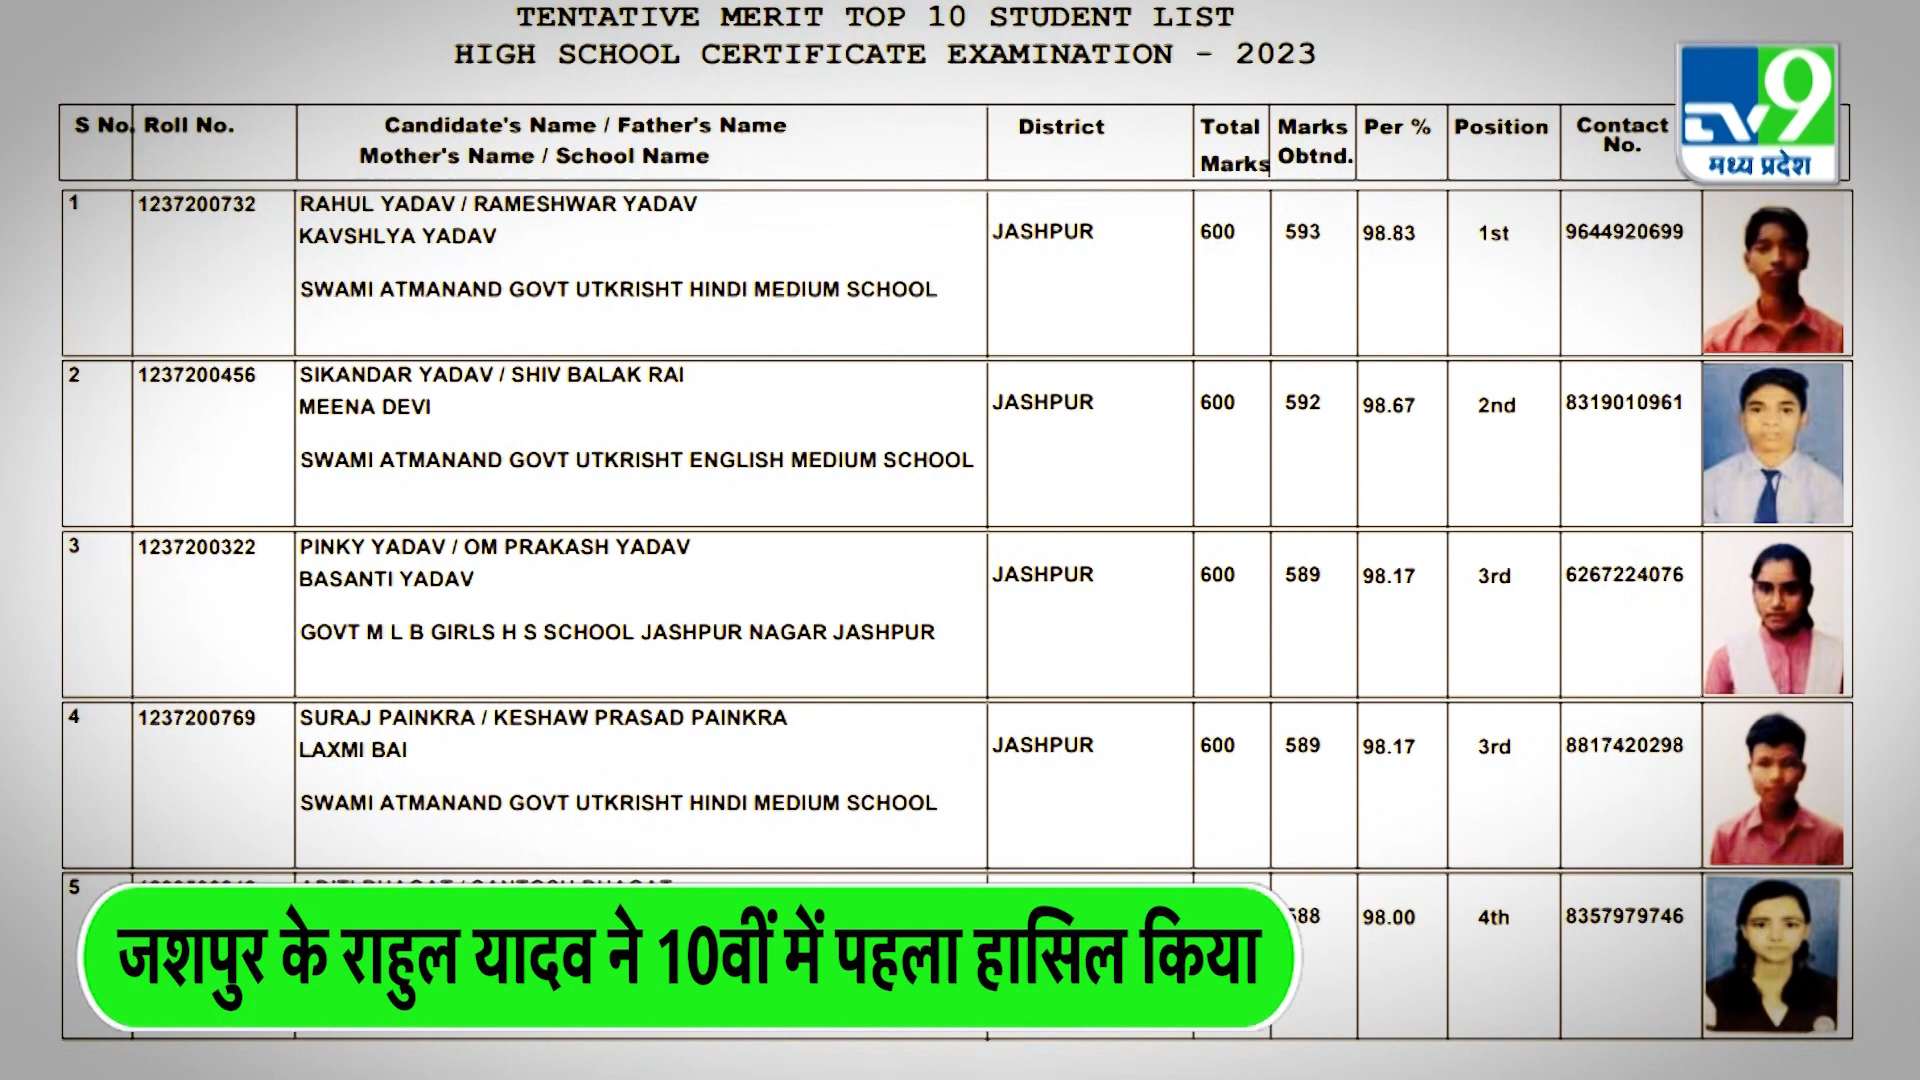 TENTATIVE MERIT TOP 10 STUDENT LIST
HIGH SCHOOL CERTIFICATE EXAMINATION - 2023
TV9
मध्य प्रदेश
S No. Roll No. Candidate's Name / Father's Name District Total Marks Per % Position Contact
Mother's Name / School Name Marks Obtnd. No.
1 1237200732 RAHUL YADAV / RAMESHWAR YADAV
KAVSHLYA YADAV JASHPUR 600 593 98.83 1st 9644920699
SWAMI ATMANAND GOVT UTKRISHT HINDI MEDIUM SCHOOL
2 1237200456 SIKANDAR YADAV / SHIV BALAK RAI
MEENA DEVI JASHPUR 600 592 98.67 2nd 8319010961
SWAMI ATMANAND GOVT UTKRISHT ENGLISH MEDIUM SCHOOL
3 1237200322 PINKY YADAV / OM PRAKASH YADAV
BASANTI YADAV JASHPUR 600 589 98.17 3rd 6267224076
GOVT M L B GIRLS H S SCHOOL JASHPUR NAGAR JASHPUR
4 1237200769 SURAJ PAINKRA / KESHAW PRASAD PAINKRA
LAXMI BAI JASHPUR 600 589 98.17 3rd 8817420298
SWAMI ATMANAND GOVT UTKRISHT HINDI MEDIUM SCHOOL
5
588 98.00 4th 8357979746
जशपुर के राहुल यादव ने 10वीं में पहला हासिल किया